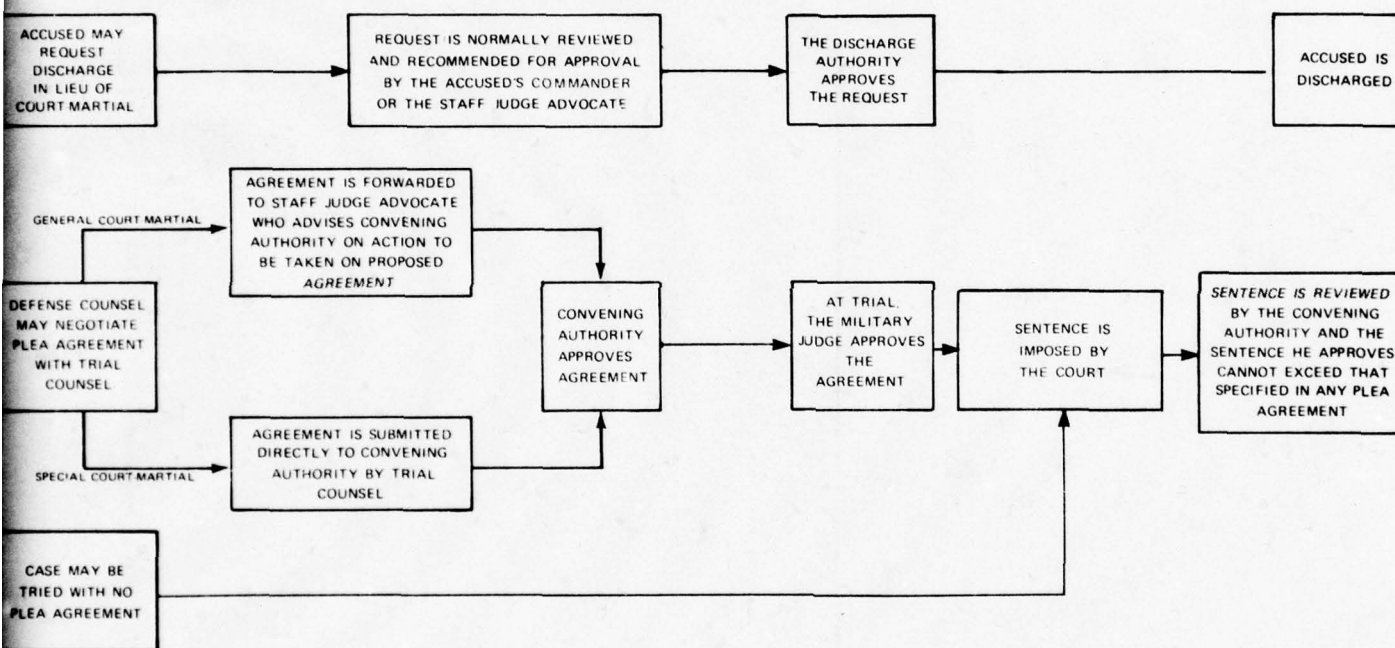 ACCUSED MAY
REQUEST
DISCHARGE
IN LIEU OF
COURT MARTIAL
REQUEST IS NORMALLY REVIEWED
AND RECOMMENDED FOR APPROVAL
BY THE ACCUSED'S COMMANDER
OR THE STAFF JUDGE ADVOCATE
THE DISCHARGE
AUTHORITY
APPROVES
THE REQUEST
ACCUSED IS
DISCHARGED
GENERAL COURT MARTIAL
AGREEMENT IS FORWARDED
TO STAFF JUDGE ADVOCATE
WHO ADVISES CONVENING
AUTHORITY ON ACTION TO
BE TAKEN ON PROPOSED
AGREEMENT
DEFENSE COUNSEL
MAY NEGOTIATE
PLEA AGREEMENT
WITH TRIAL
COUNSEL
CONVENING
AUTHORITY
APPROVES
AGREEMENT
AT TRIAL,
THE MILITARY
JUDGE APPROVES
THE
AGREEMENT
SENTENCE IS
IMPOSED BY
THE COURT
SENTENCE IS REVIEWED
BY THE CONVENING
AUTHORITY AND THE
SENTENCE HE APPROVES
CANNOT EXCEED THAT
SPECIFIED IN ANY PLEA
AGREEMENT
SPECIAL COURT-MARTIAL
AGREEMENT IS SUBMITTED
DIRECTLY TO CONVENING
AUTHORITY BY TRIAL
COUNSEL
CASE MAY BE
TRIED WITH NO
PLEA AGREEMENT